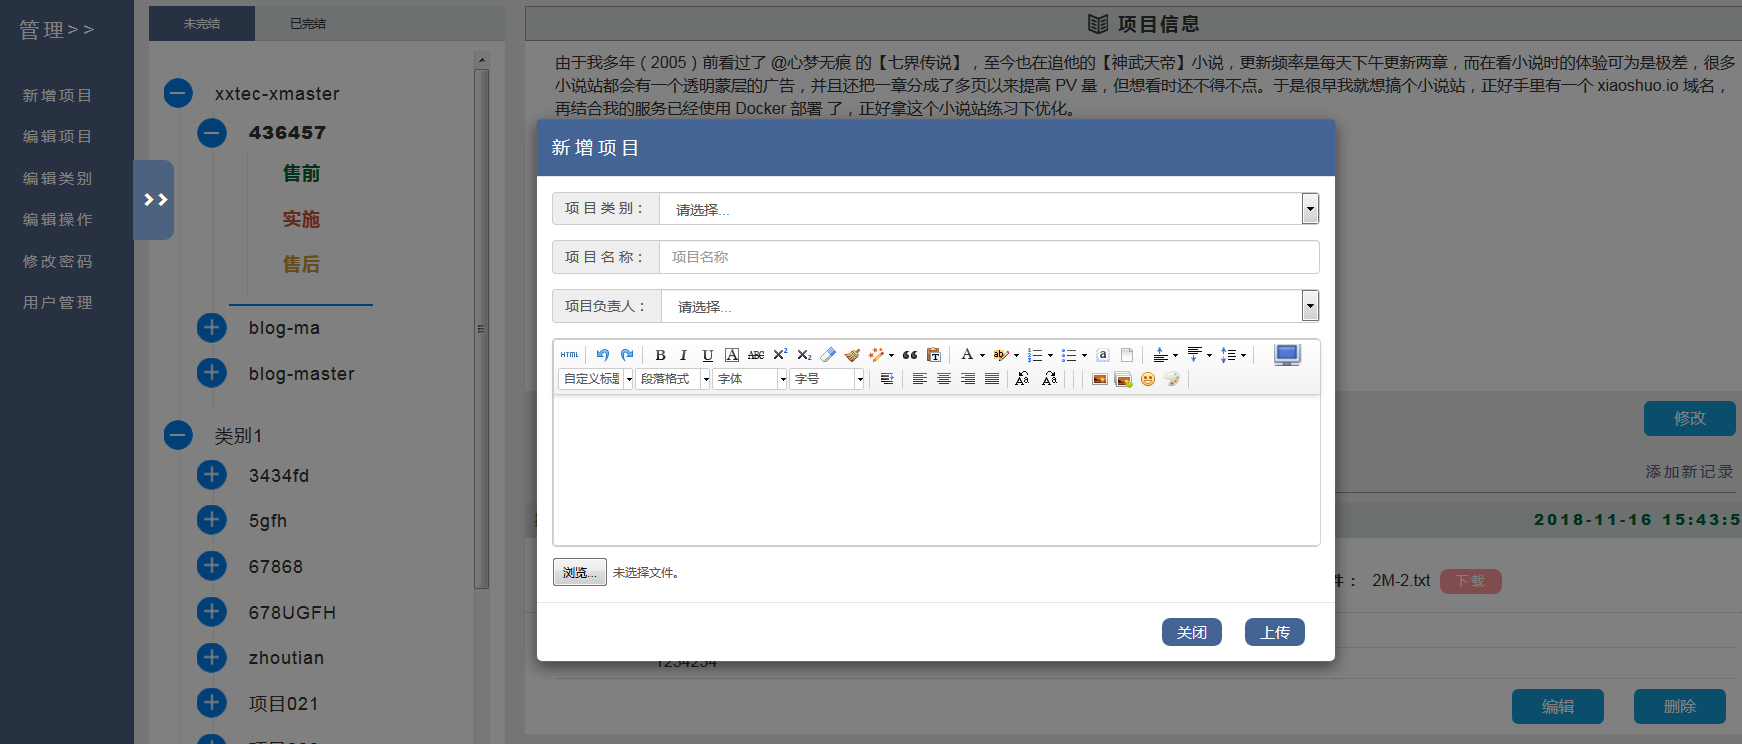 管理>>
新增项目
编辑项目
编辑类别
编辑操作
修改密码
用户管理
未完结
已完结
xxtec-xmaster
436457
售前
实施
售后
blog-ma
blog-master
类别1
3434fd
5gfh
67868
678UGFH
zhoutian
项目021
项目信息
由于我多年（2005）前看过了 @心梦无痕 的【七界传说】，至今也在追他的【神武天帝】小说，更新频率是每天下午更新两章，而在看小说时的体验可为是极差，很多
小说站都会有一个透明蒙层的广告，并且还把一章分成了多页以来提高 PV 量，但想看时还不得不点。于是很早我就想搞个小说站，正好手里有一个 xiaoshuo.io 域名，
再结合我的服务已经使用 Docker 部署 了，正好拿这个小说站练习下优化。
新增项目
项目类别：
请选择...
项目名称：
项目名称
项目负责人：
请选择...
HTML
B I U A ABC X² X₂
A ab a
自定义标题
段落格式
字体
字号
浏览...
未选择文件。
关闭
上传
修改
添加新记录
2018-11-16 15:43:5
件： 2M-2.txt
下载
1234234
编辑
删除